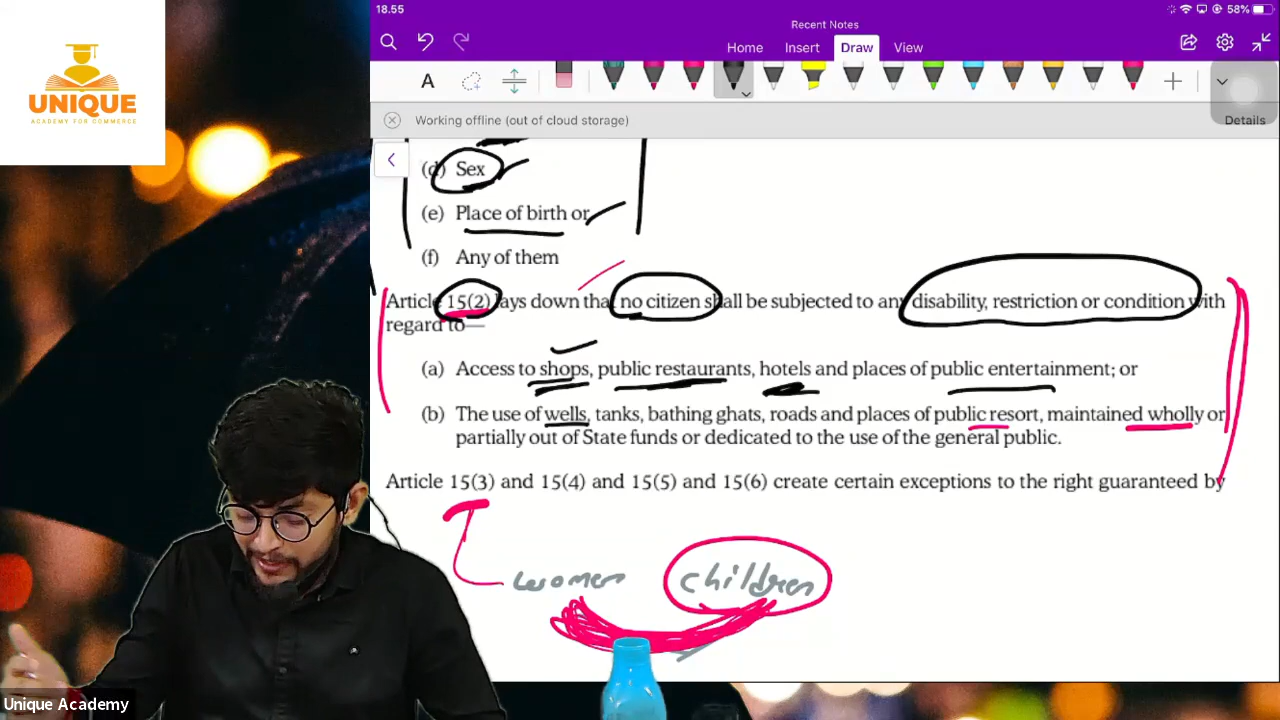 UNIQUE
ACADEMY FOR COMMERCE
18.55
58%
Recent Notes
Home Insert Draw View
A
Working offline (out of cloud storage)
Details
(d) Sex
(e) Place of birth or
(f) Any of them
Article 15(2) lays down that no citizen shall be subjected to any disability, restriction or condition with
regard to—
(a) Access to shops, public restaurants, hotels and places of public entertainment; or
(b) The use of wells, tanks, bathing ghats, roads and places of public resort, maintained wholly or
partially out of State funds or dedicated to the use of the general public.
Article 15(3) and 15(4) and 15(5) and 15(6) create certain exceptions to the right guaranteed by
women children
Unique Academy